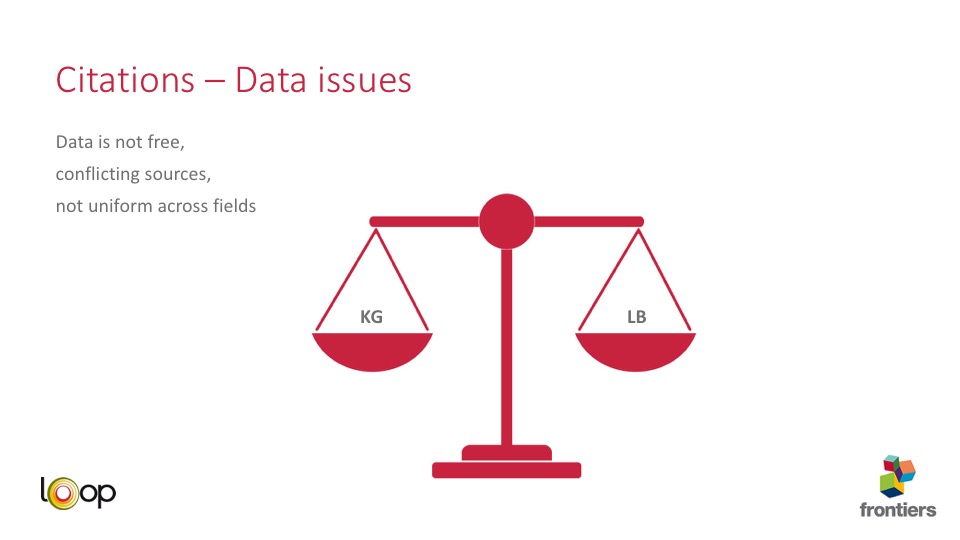 Citations – Data issues
Data is not free,
conflicting sources,
not uniform across fields
KG
LB
loop
frontiers